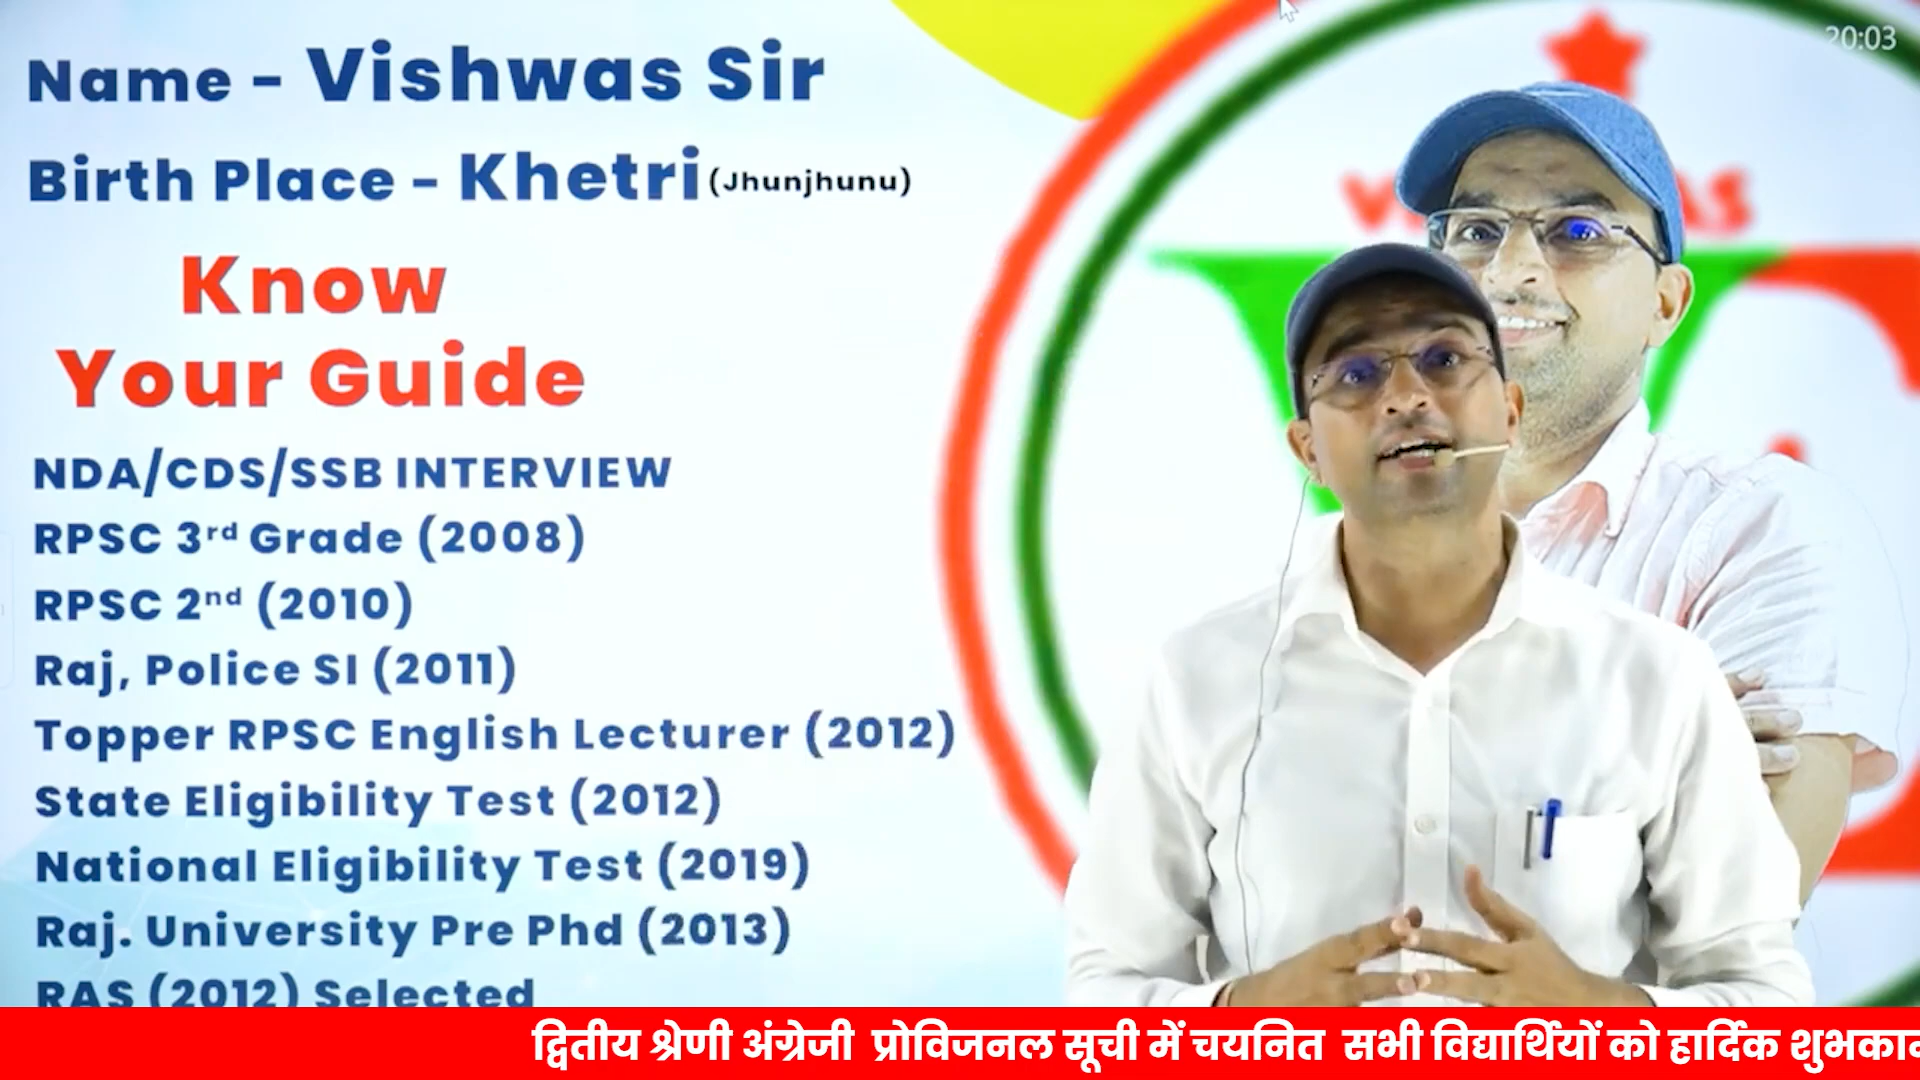 20:03
Name - Vishwas Sir
Birth Place - Khetri (Jhunjhunu)
Know
Your Guide
NDA/CDS/SSB INTERVIEW
RPSC 3rd Grade (2008)
RPSC 2nd (2010)
Raj, Police SI (2011)
Topper RPSC English Lecturer (2012)
State Eligibility Test (2012)
National Eligibility Test (2019)
Raj. University Pre Phd (2013)
RAS (2012) Selected
द्वितीय श्रेणी अंग्रेजी प्रोविजनल सूची में चयनित सभी विद्यार्थियों को हार्दिक